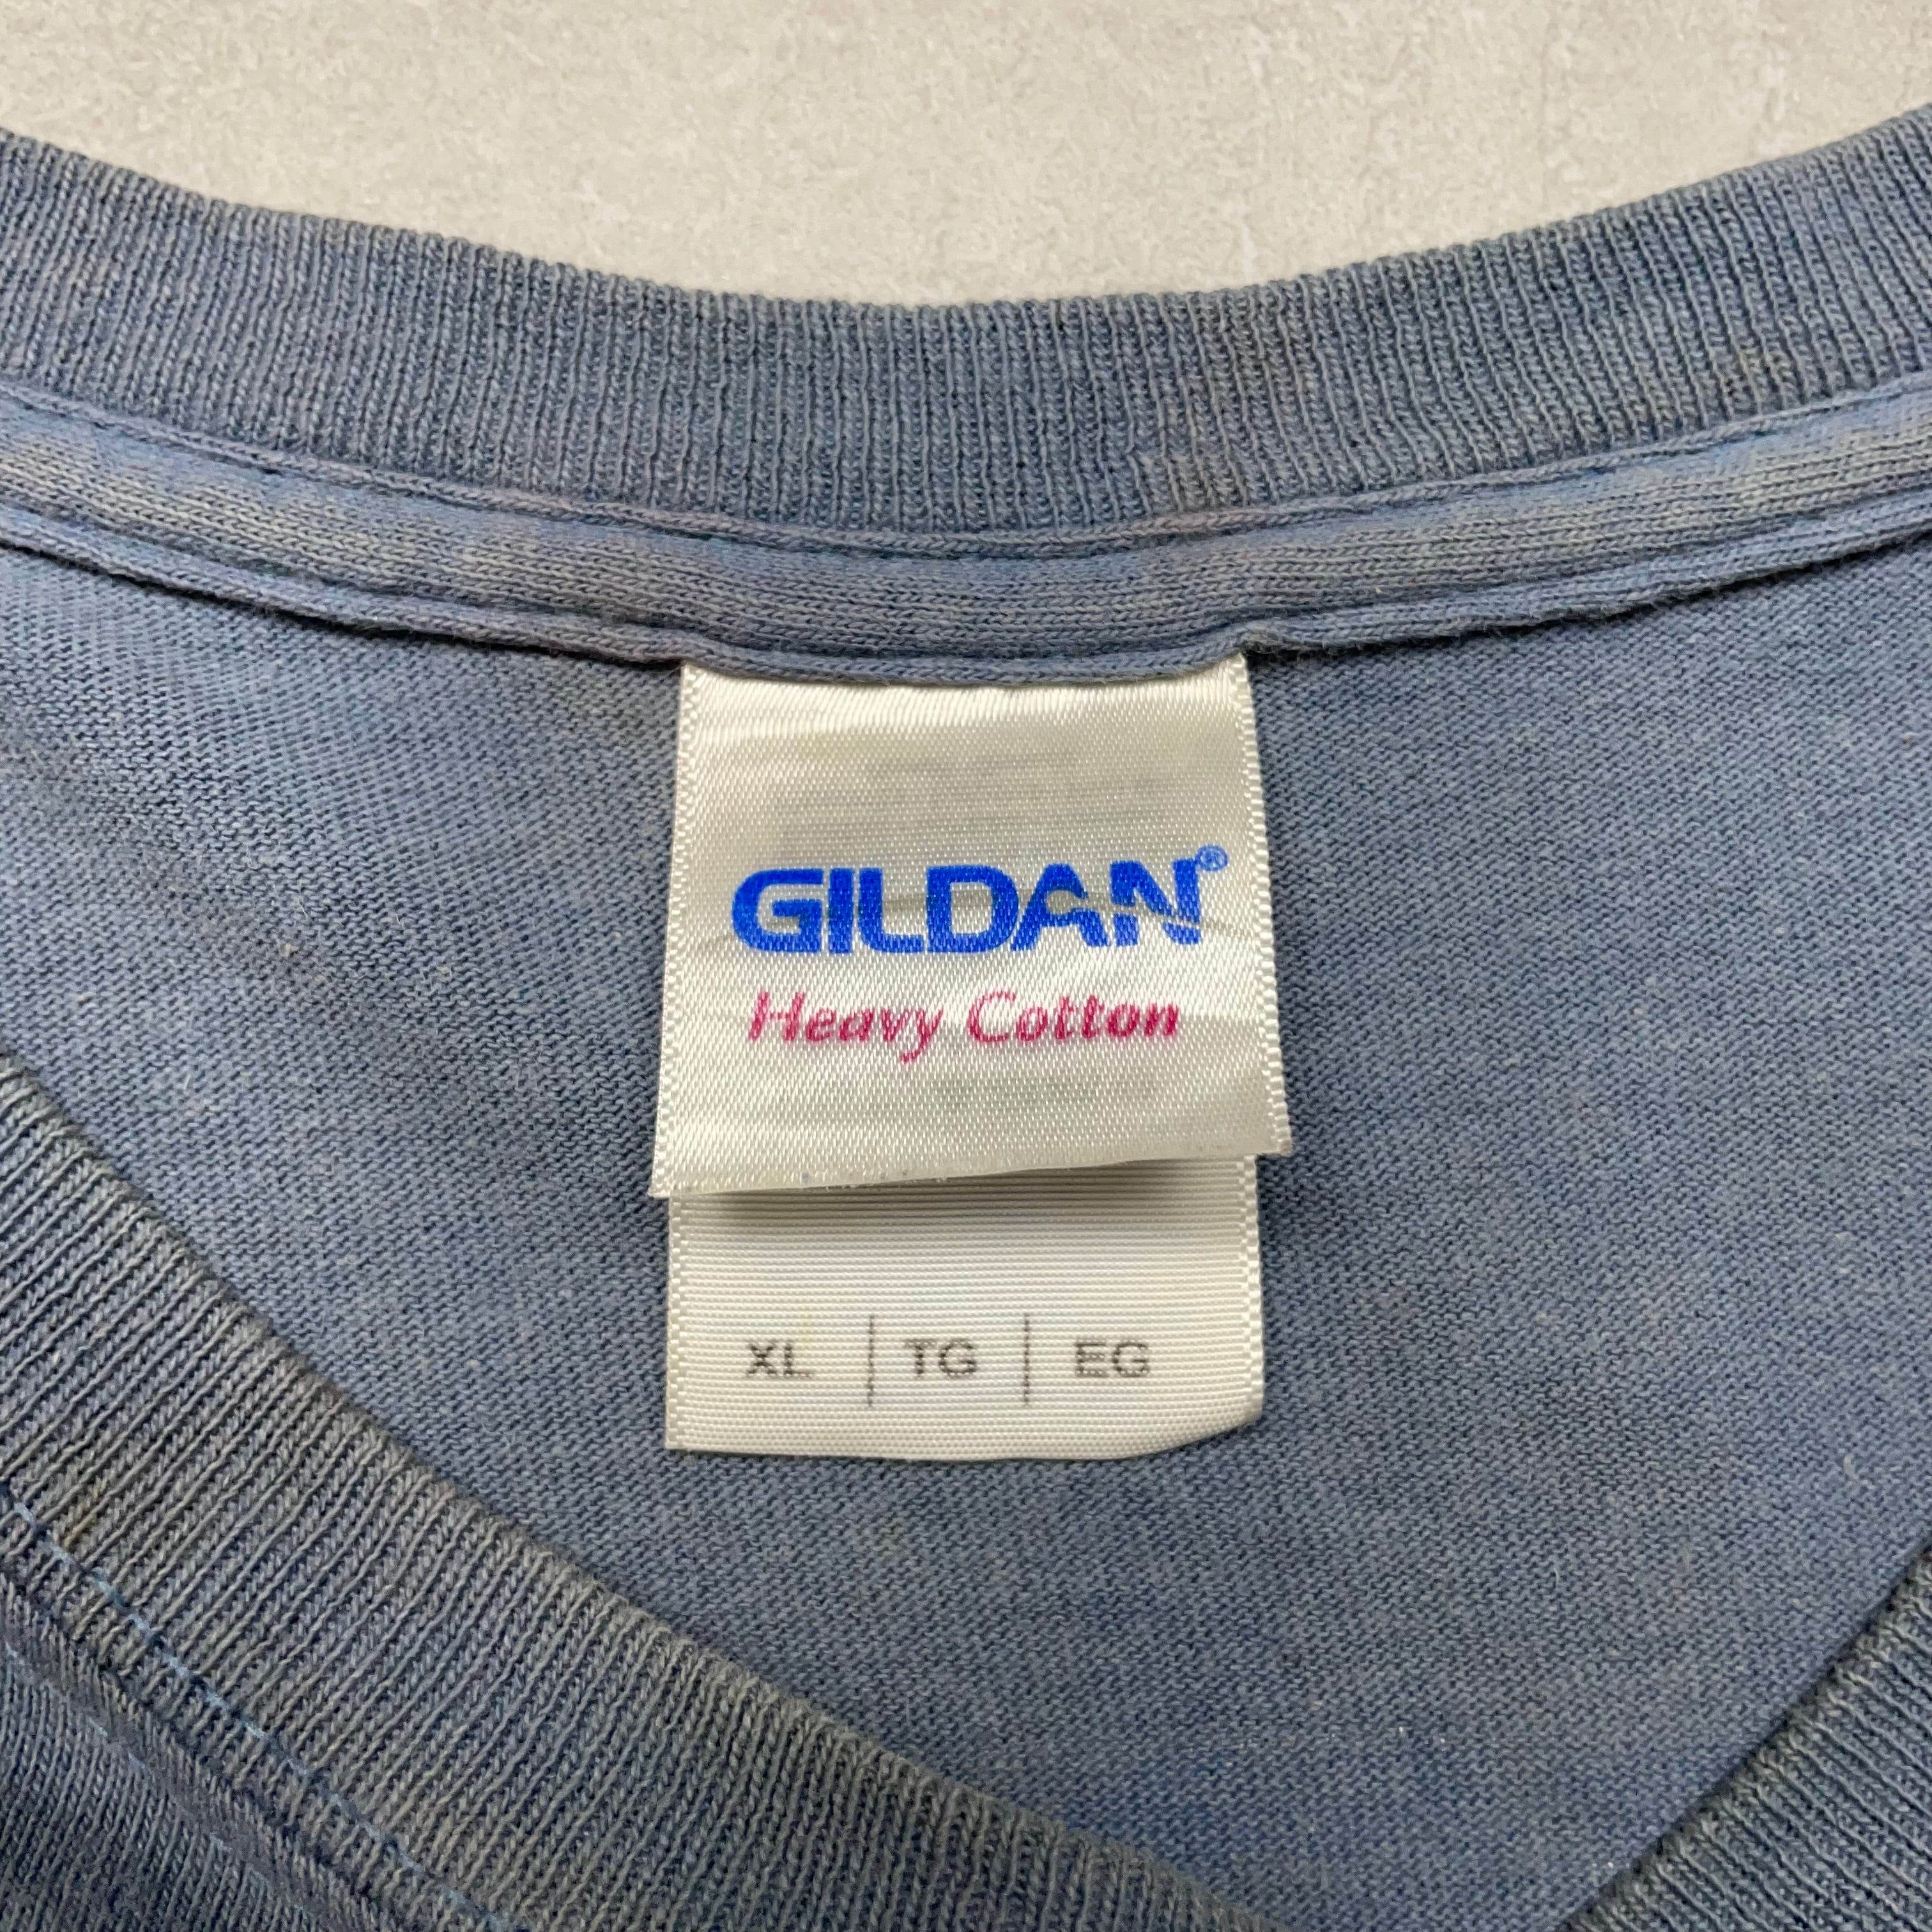 GILDAN®
Heavy Cotton
XL | TG | EG